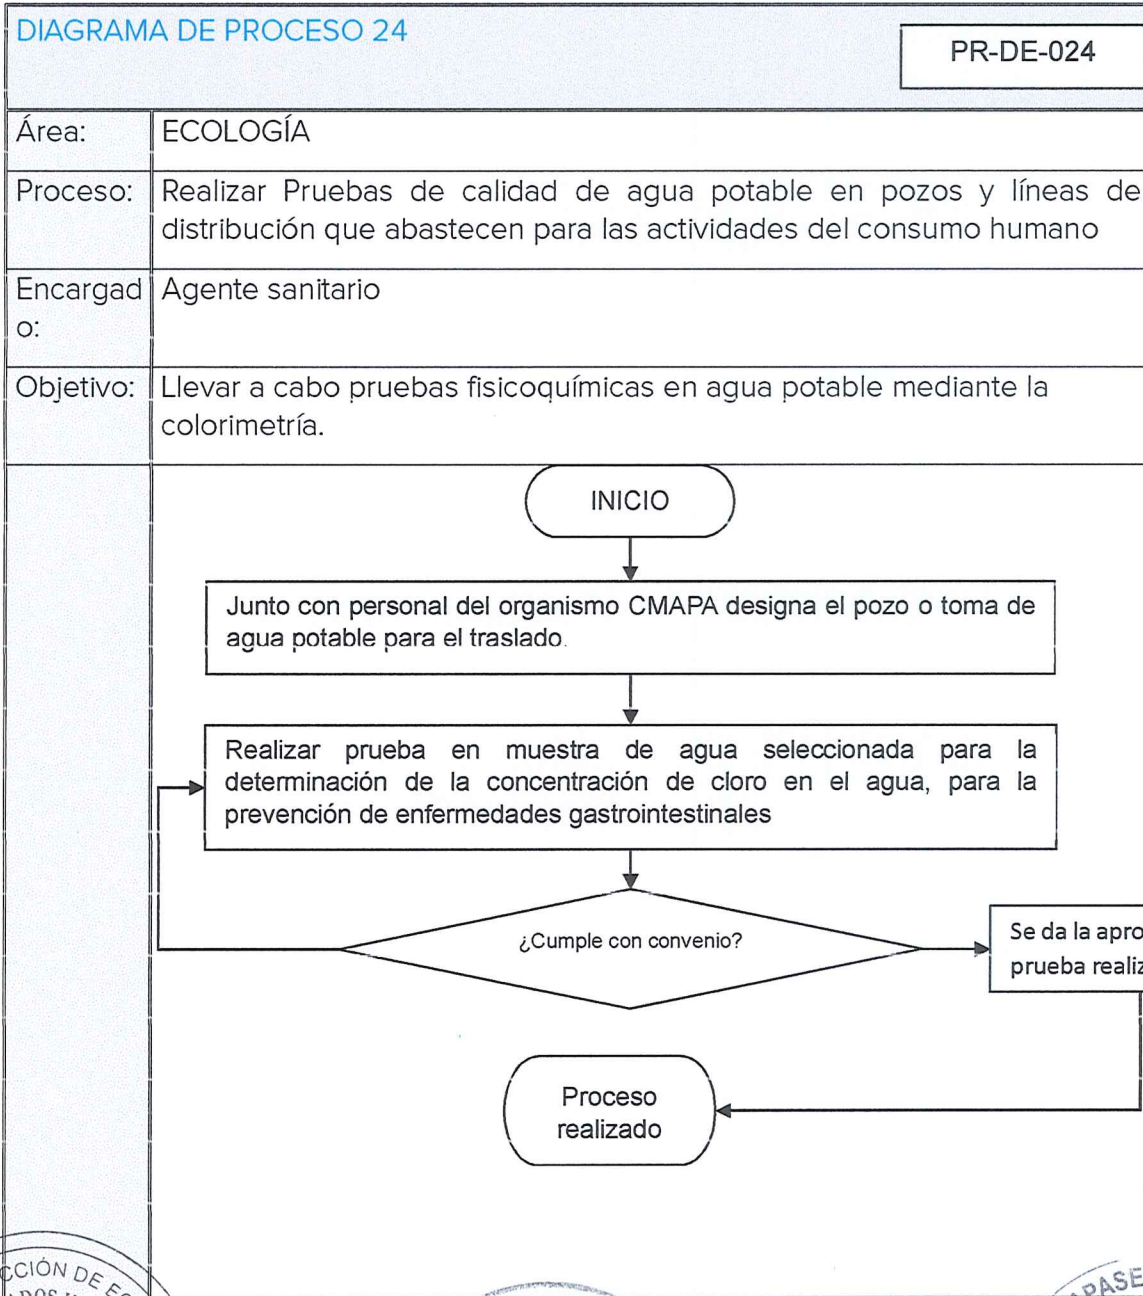 DIAGRAMA DE PROCESO 24
PR-DE-024
Área:
ECOLOGÍA
Proceso:
Realizar Pruebas de calidad de agua potable en pozos y líneas de
distribución que abastecen para las actividades del consumo humano
Encargad
o:
Agente sanitario
Objetivo:
Llevar a cabo pruebas fisicoquímicas en agua potable mediante la
colorimetría.
INICIO
Junto con personal del organismo CMAPA designa el pozo o toma de
agua potable para el traslado.
Realizar prueba en muestra de agua seleccionada para la
determinación de la concentración de cloro en el agua, para la
prevención de enfermedades gastrointestinales
¿Cumple con convenio?
Se da la apro
prueba realiz
Proceso
realizado
CCIÓN DE
APASE